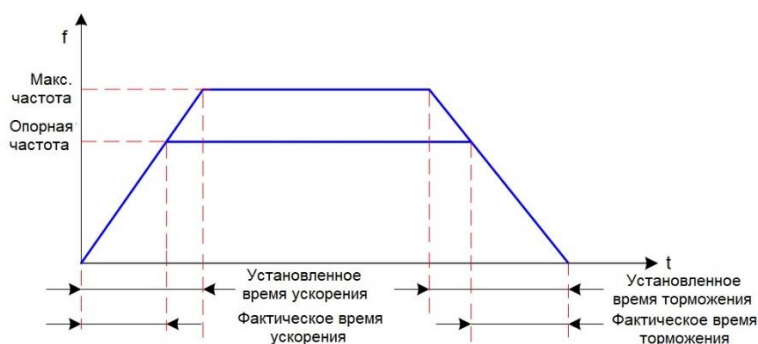 f
Макс.
частота
Опорная
частота
t
Установленное
время ускорения
Установленное
время торможения
Фактическое время
ускорения
Фактическое время
торможения